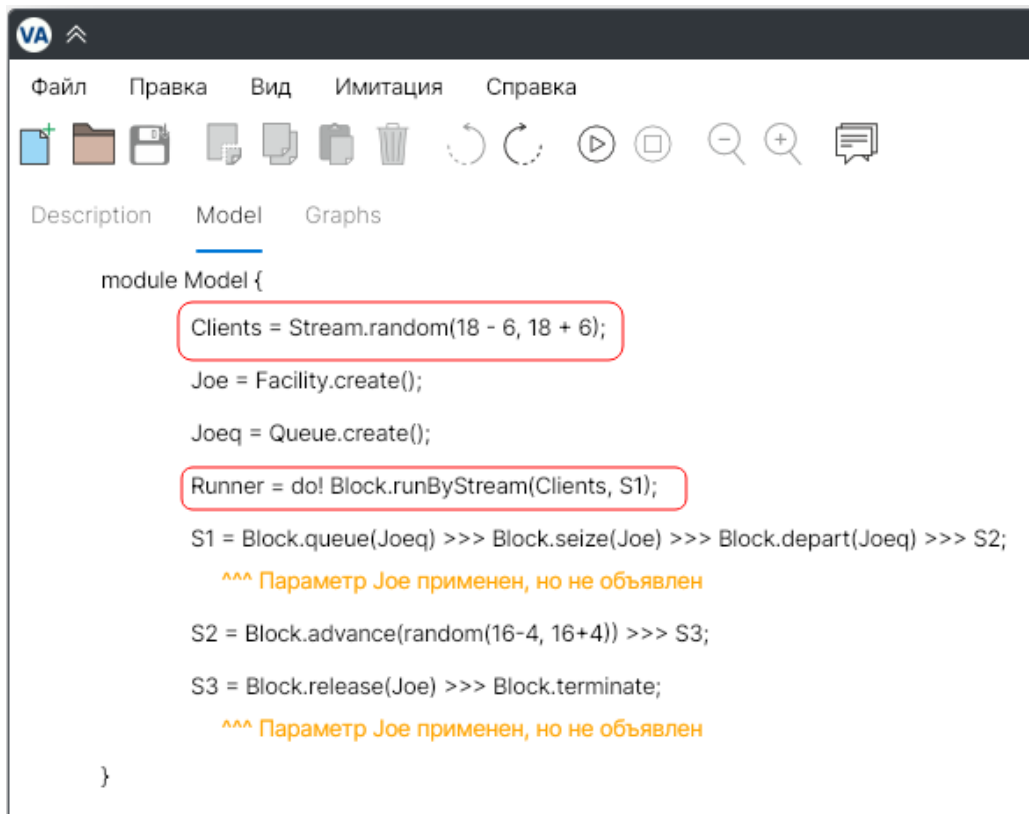 VA
Файл Правка Вид Имитация Справка
Description Model Graphs
module Model {
Clients = Stream.random(18 - 6, 18 + 6);
Joe = Facility.create();
Joeq = Queue.create();
Runner = do! Block.runByStream(Clients, S1);
S1 = Block.queue(Joeq) >>> Block.seize(Joe) >>> Block.depart(Joeq) >>> S2;
^^^ Параметр Joe применен, но не объявлен
S2 = Block.advance(random(16-4, 16+4)) >>> S3;
S3 = Block.release(Joe) >>> Block.terminate;
^^^ Параметр Joe применен, но не объявлен
}